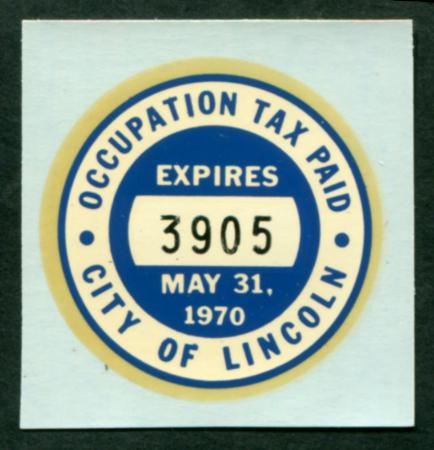 OCCUPATION TAX PAID
EXPIRES
3905
MAY 31,
1970
CITY OF LINCOLN